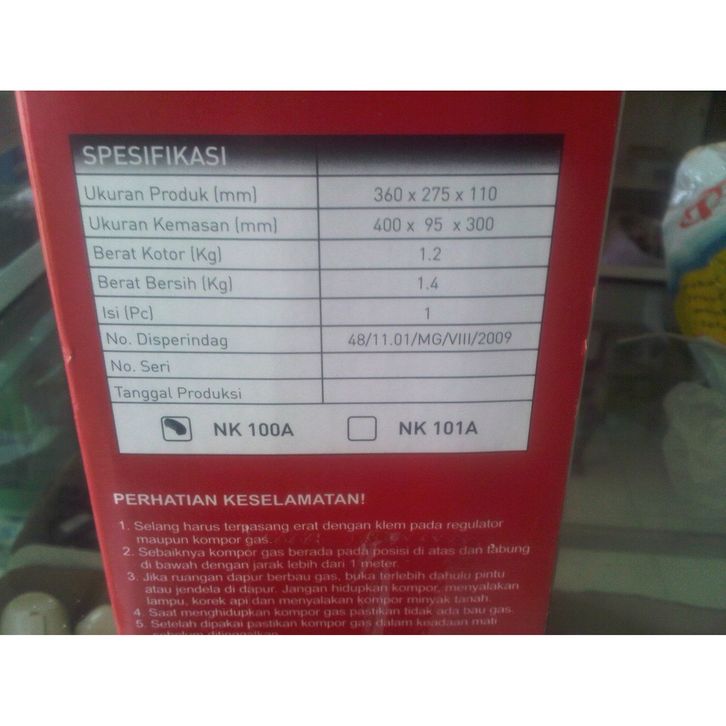 SPESIFIKASI
Ukuran Produk (mm) 360 x 275 x 110
Ukuran Kemasan (mm) 400 x 95 x 300
Berat Kotor (Kg) 1.2
Berat Bersih (Kg) 1.4
Isi (Pc) 1
No. Disperindag 48/11.01/MG/VIII/2009
No. Seri
Tanggal Produksi
NK 100A NK 101A
PERHATIAN KESELAMATAN!
1. Selang harus terpasang erat dengan klem pada regulator
maupun kompor gas.
2. Sebaiknya kompor gas berada pada posisi di atas dan tabung
di bawah dengan jarak lebih dari 1 meter.
3. Jika ruangan dapur berbau gas, buka terlebih dahulu pintu
atau jendela di dapur. Jangan hidupkan kompor, menyalakan
lampu, korek api dan menyalakan kompor minyak tanah.
4. Saat menghidupkan kompor gas pastikan tidak ada bau gas.
5. Setelah dipakai pastikan kompor gas dalam keadaan mati
sebelum ditinggalkan.